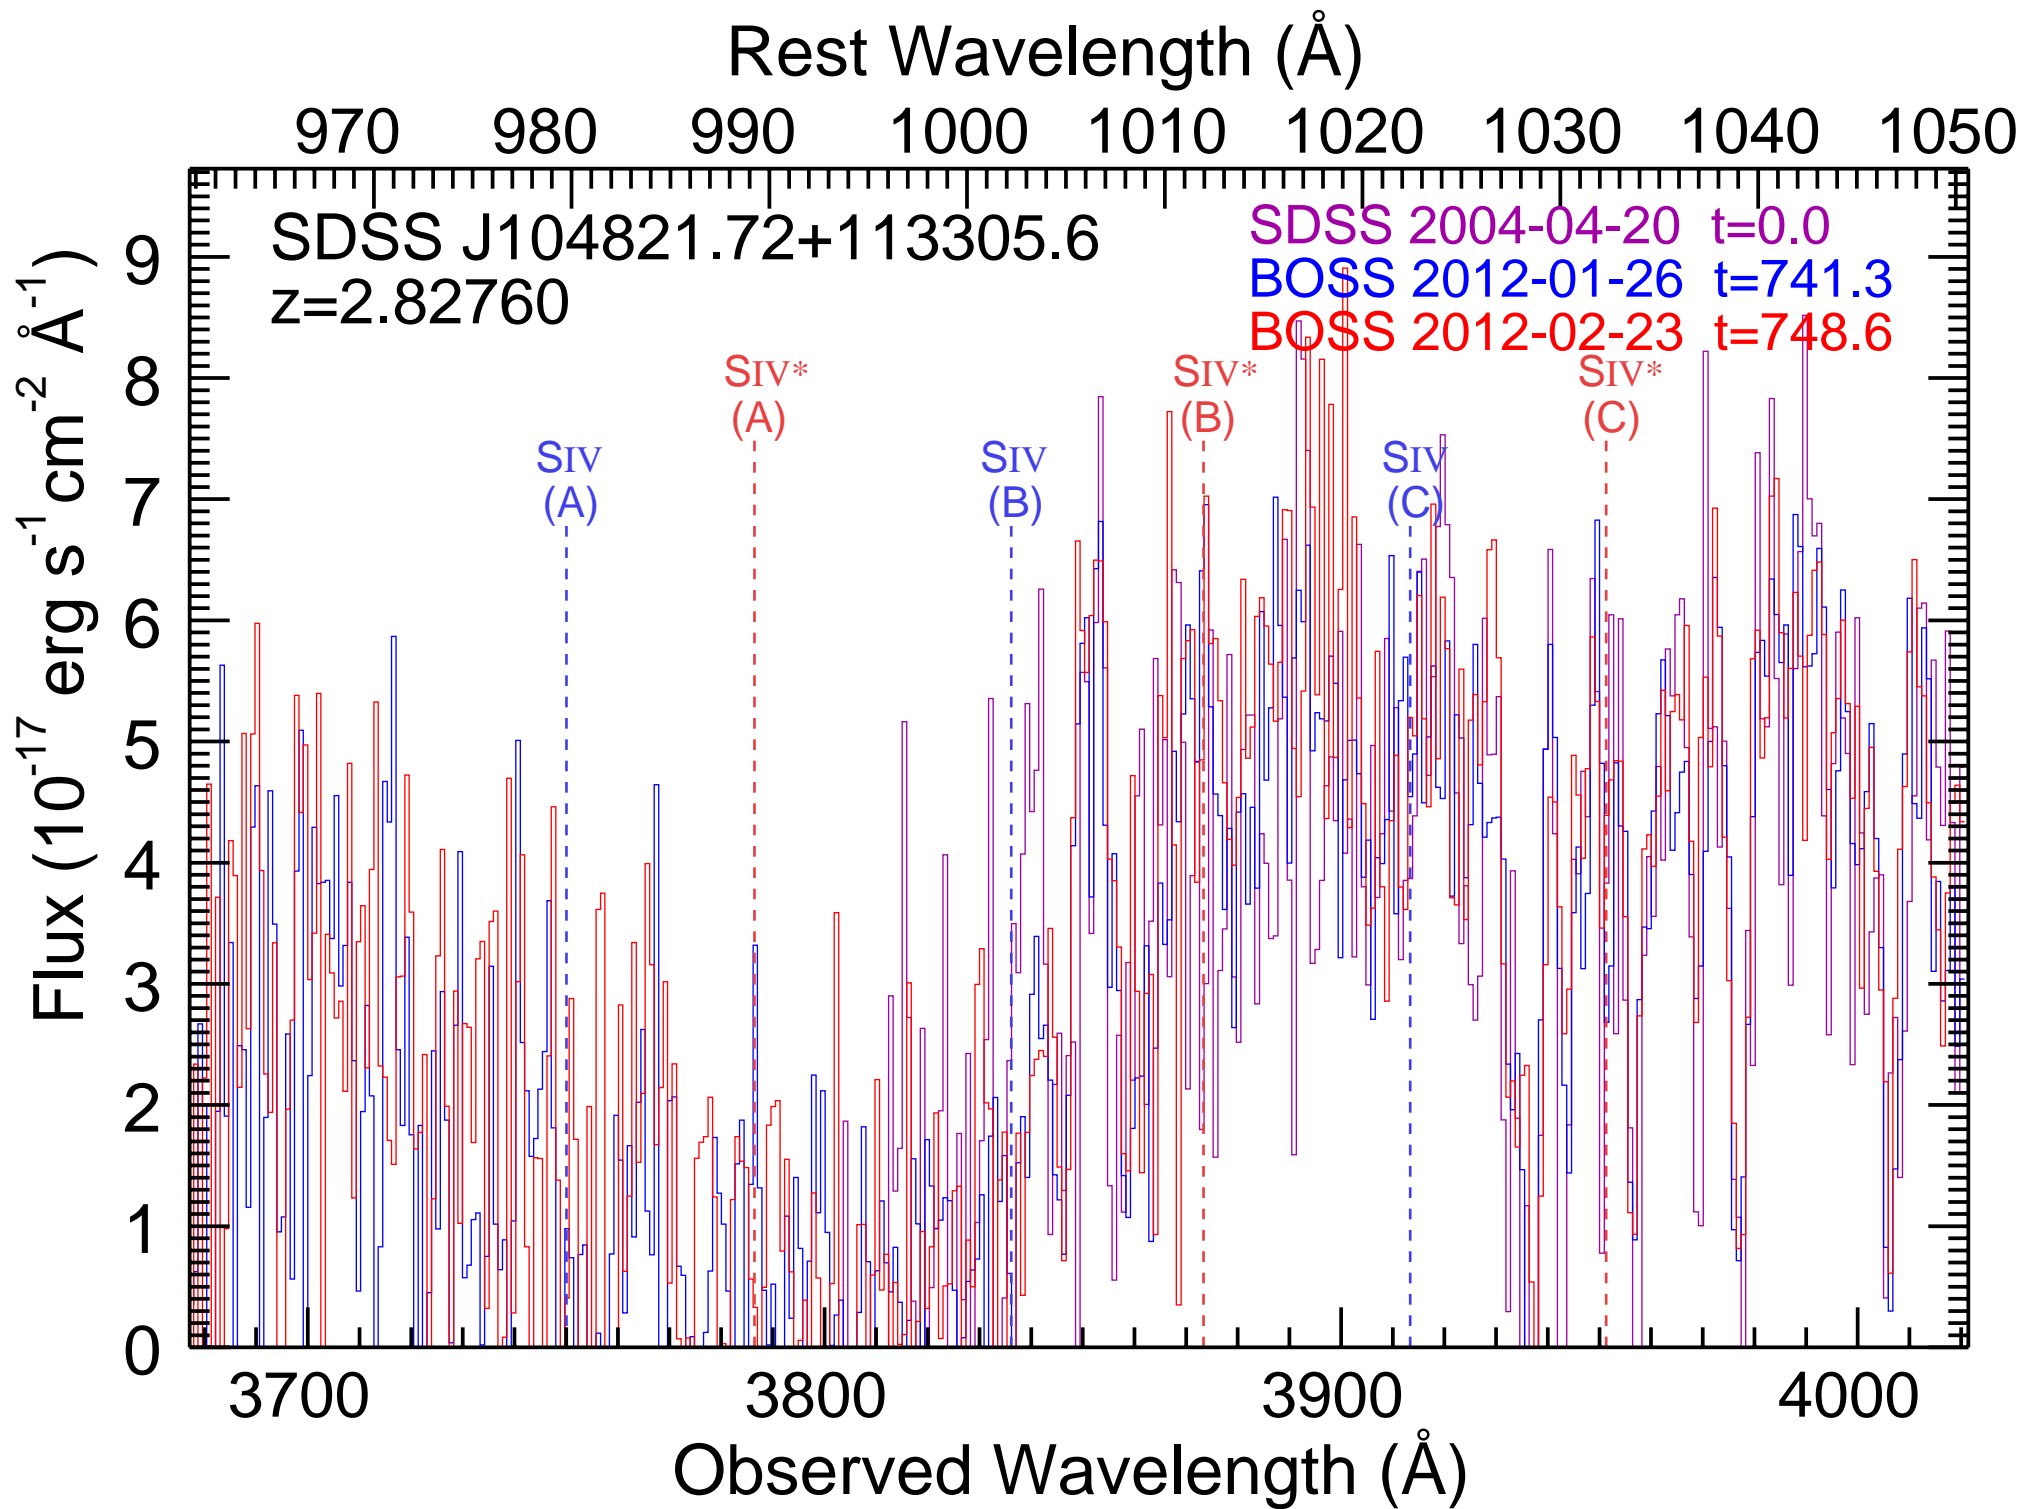 Rest Wavelength (Å)
970 980 990 1000 1010 1020 1030 1040 1050
SDSS J104821.72+113305.6
z=2.82760
SDSS 2004-04-20 t=0.0
BOSS 2012-01-26 t=741.3
BOSS 2012-02-23 t=748.6
SIV*
(A)
SIV*
(B)
SIV*
(C)
SIV
(A)
SIV
(B)
SIV
(C)
Flux (10⁻¹⁷ erg s⁻¹ cm⁻² Å⁻¹)
9
8
7
6
5
4
3
2
1
0
3700 3800 3900 4000
Observed Wavelength (Å)